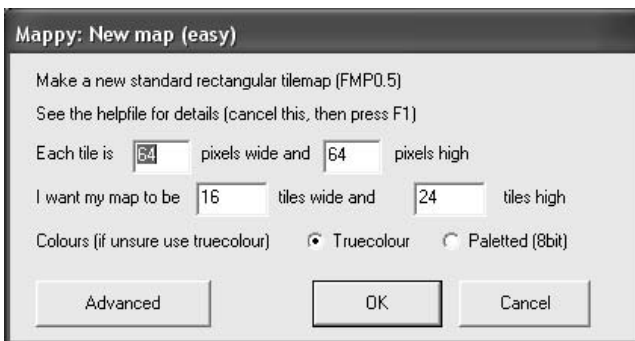 Mappy: New map (easy)
Make a new standard rectangular tilemap (FMP0.5)
See the helpfile for details (cancel this, then press F1)
Each tile is 64 pixels wide and 64 pixels high
I want my map to be 16 tiles wide and 24 tiles high
Colours (if unsure use truecolour) Truecolour Paletted (8bit)
Advanced OK Cancel